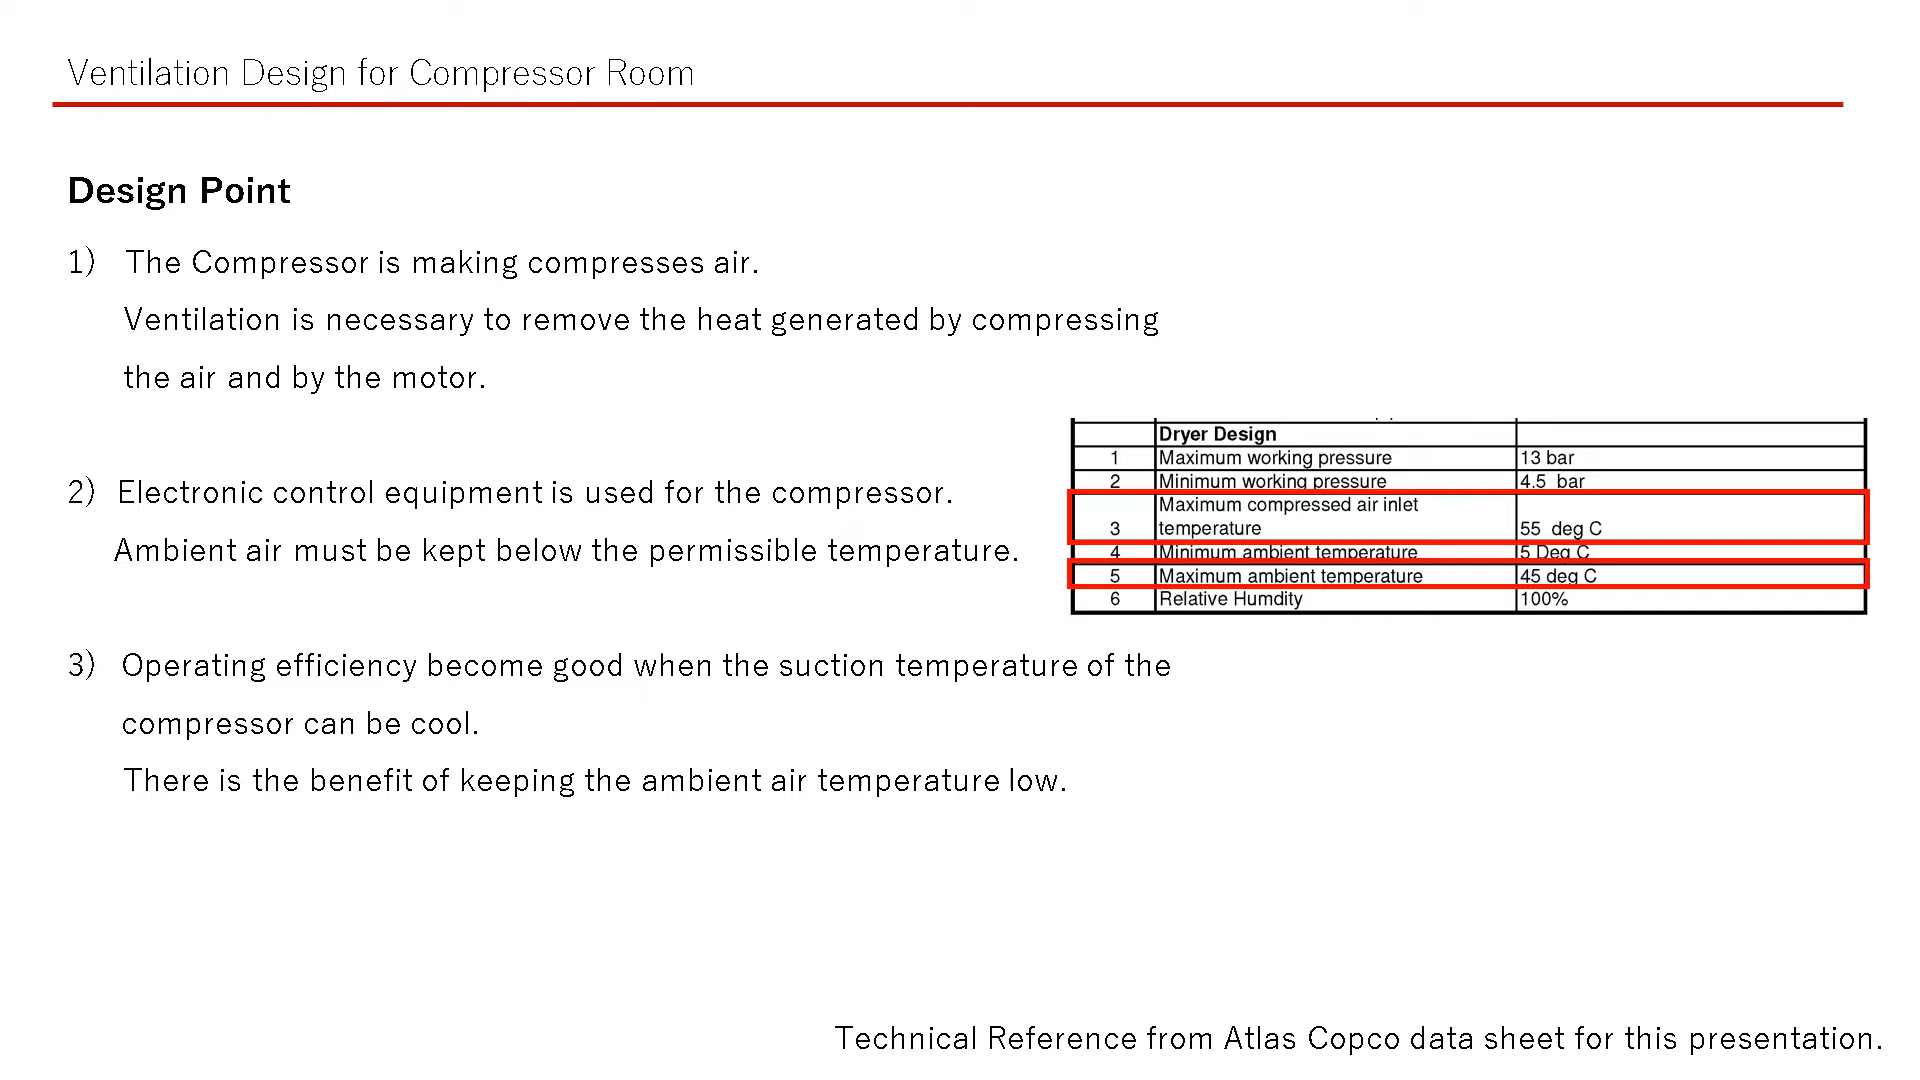 Ventilation Design for Compressor Room
Design Point
1) The Compressor is making compresses air.
Ventilation is necessary to remove the heat generated by compressing
the air and by the motor.
2) Electronic control equipment is used for the compressor.
Ambient air must be kept below the permissible temperature.
Dryer Design
1 Maximum working pressure 13 bar
2 Minimum working pressure 4.5 bar
Maximum compressed air inlet
3 temperature 55 deg C
4 Minimum ambient temperature 5 Deg C
5 Maximum ambient temperature 45 deg C
6 Relative Humdity 100%
3) Operating efficiency become good when the suction temperature of the
compressor can be cool.
There is the benefit of keeping the ambient air temperature low.
Technical Reference from Atlas Copco data sheet for this presentation.